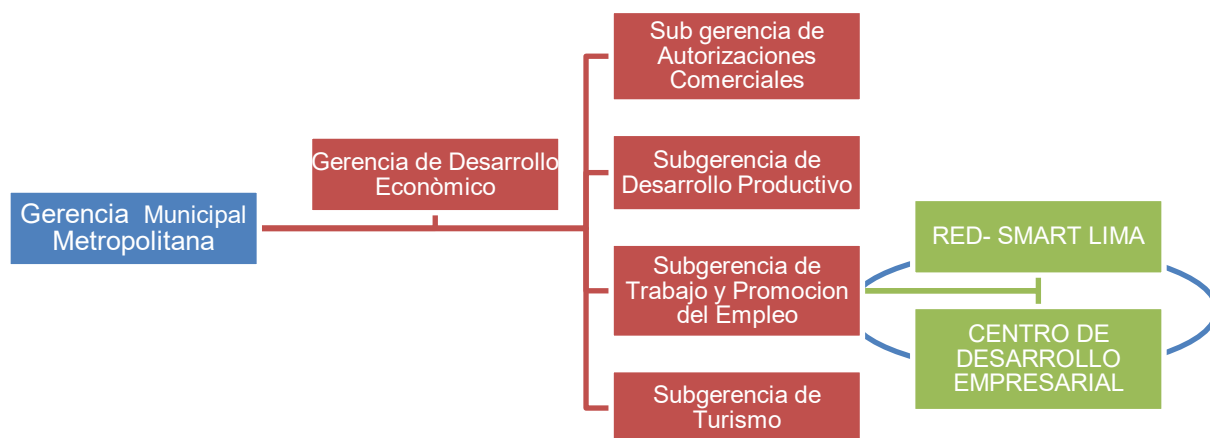 Gerencia Municipal
Metropolitana
Gerencia de Desarrollo
Econòmico
Sub gerencia de
Autorizaciones
Comerciales
Subgerencia de
Desarrollo Productivo
Subgerencia de
Trabajo y Promocion
del Empleo
Subgerencia de
Turismo
RED- SMART LIMA
CENTRO DE
DESARROLLO
EMPRESARIAL